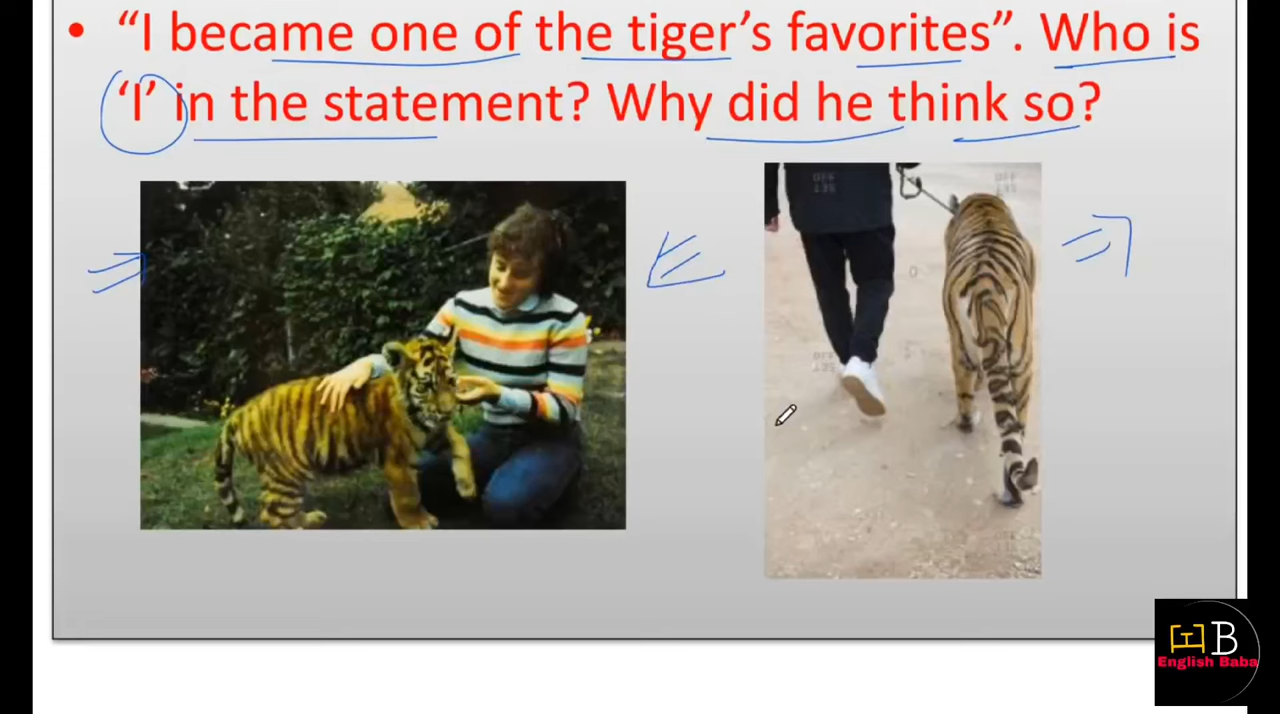 • “I became one of the tiger’s favorites”. Who is
‘I’ in the statement? Why did he think so?
B
English Baba